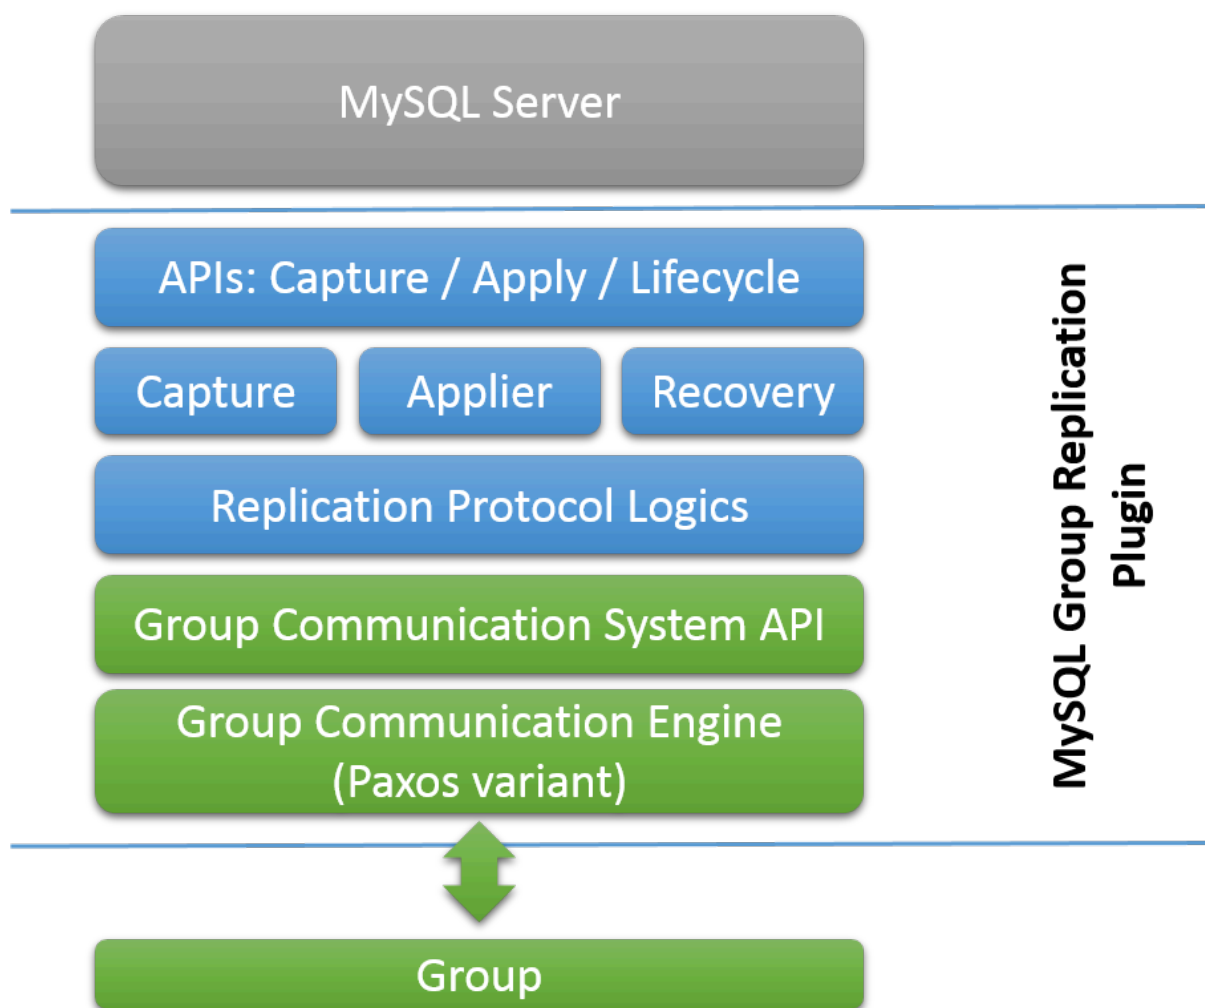 MySQL Server
APIs: Capture / Apply / Lifecycle
Capture
Applier
Recovery
Replication Protocol Logics
Group Communication System API
Group Communication Engine
(Paxos variant)
Group
MySQL Group Replication
Plugin